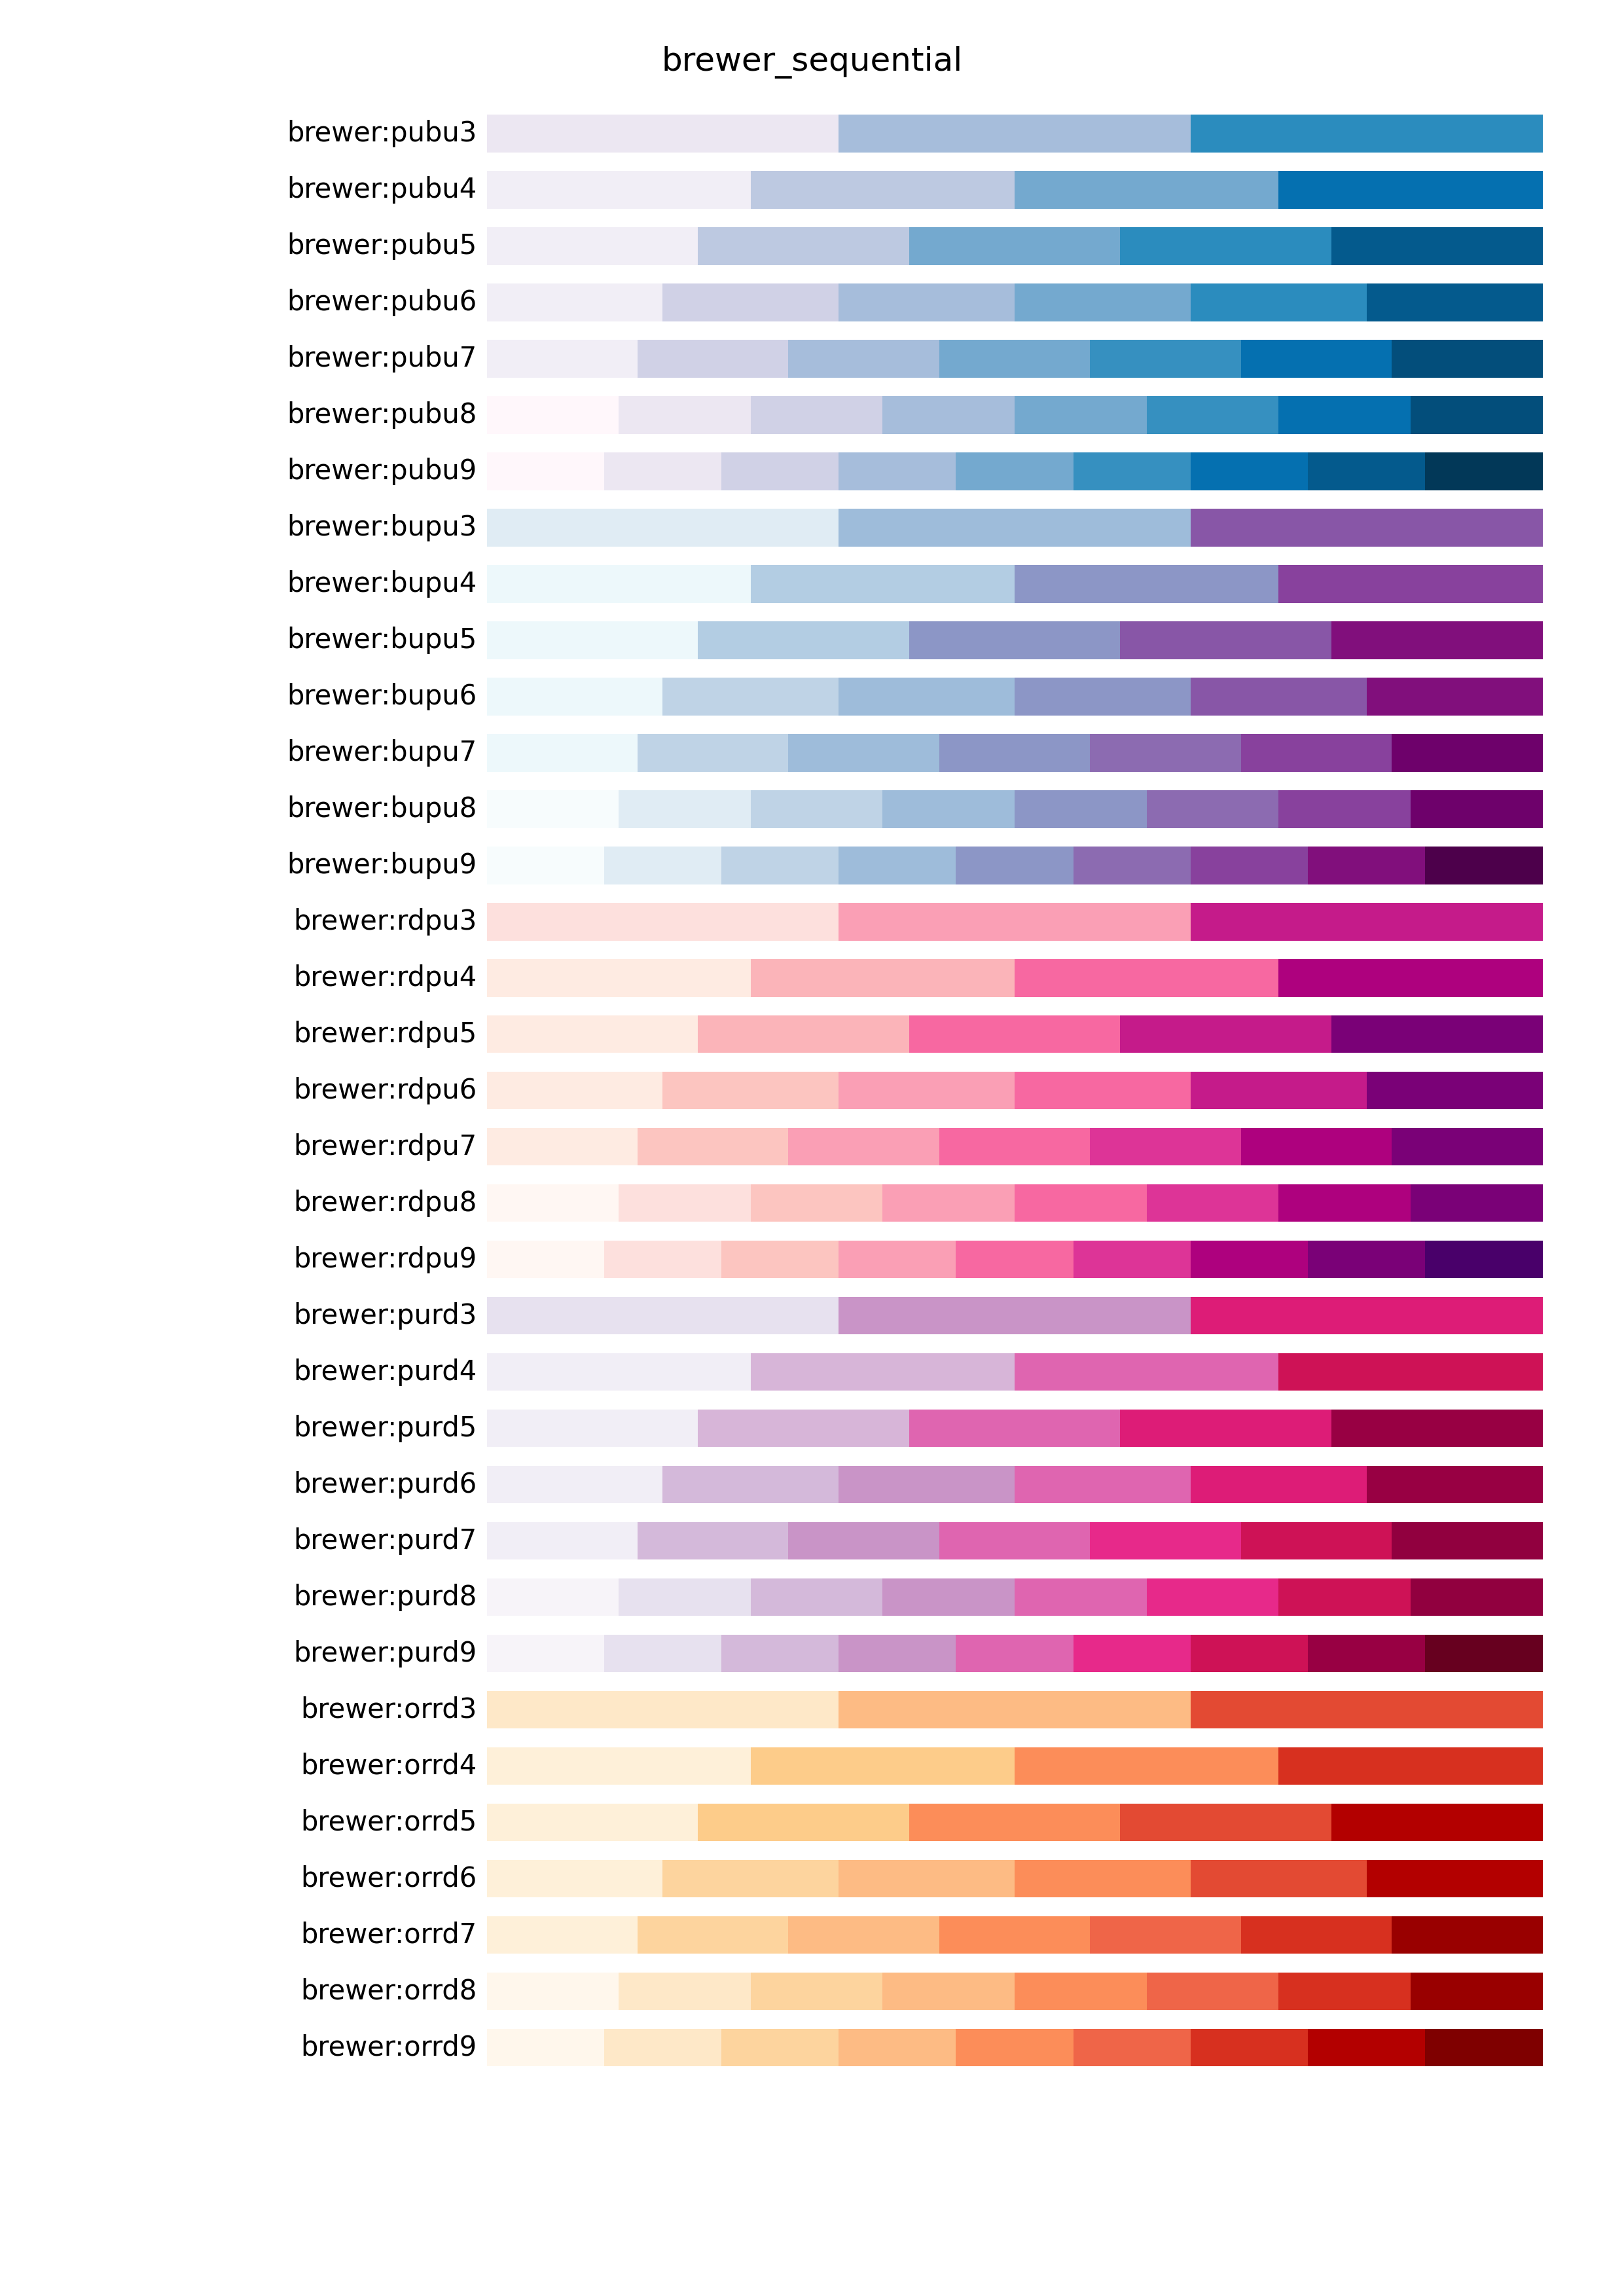 brewer_sequential
brewer:pubu3
brewer:pubu4
brewer:pubu5
brewer:pubu6
brewer:pubu7
brewer:pubu8
brewer:pubu9
brewer:bupu3
brewer:bupu4
brewer:bupu5
brewer:bupu6
brewer:bupu7
brewer:bupu8
brewer:bupu9
brewer:rdpu3
brewer:rdpu4
brewer:rdpu5
brewer:rdpu6
brewer:rdpu7
brewer:rdpu8
brewer:rdpu9
brewer:purd3
brewer:purd4
brewer:purd5
brewer:purd6
brewer:purd7
brewer:purd8
brewer:purd9
brewer:orrd3
brewer:orrd4
brewer:orrd5
brewer:orrd6
brewer:orrd7
brewer:orrd8
brewer:orrd9